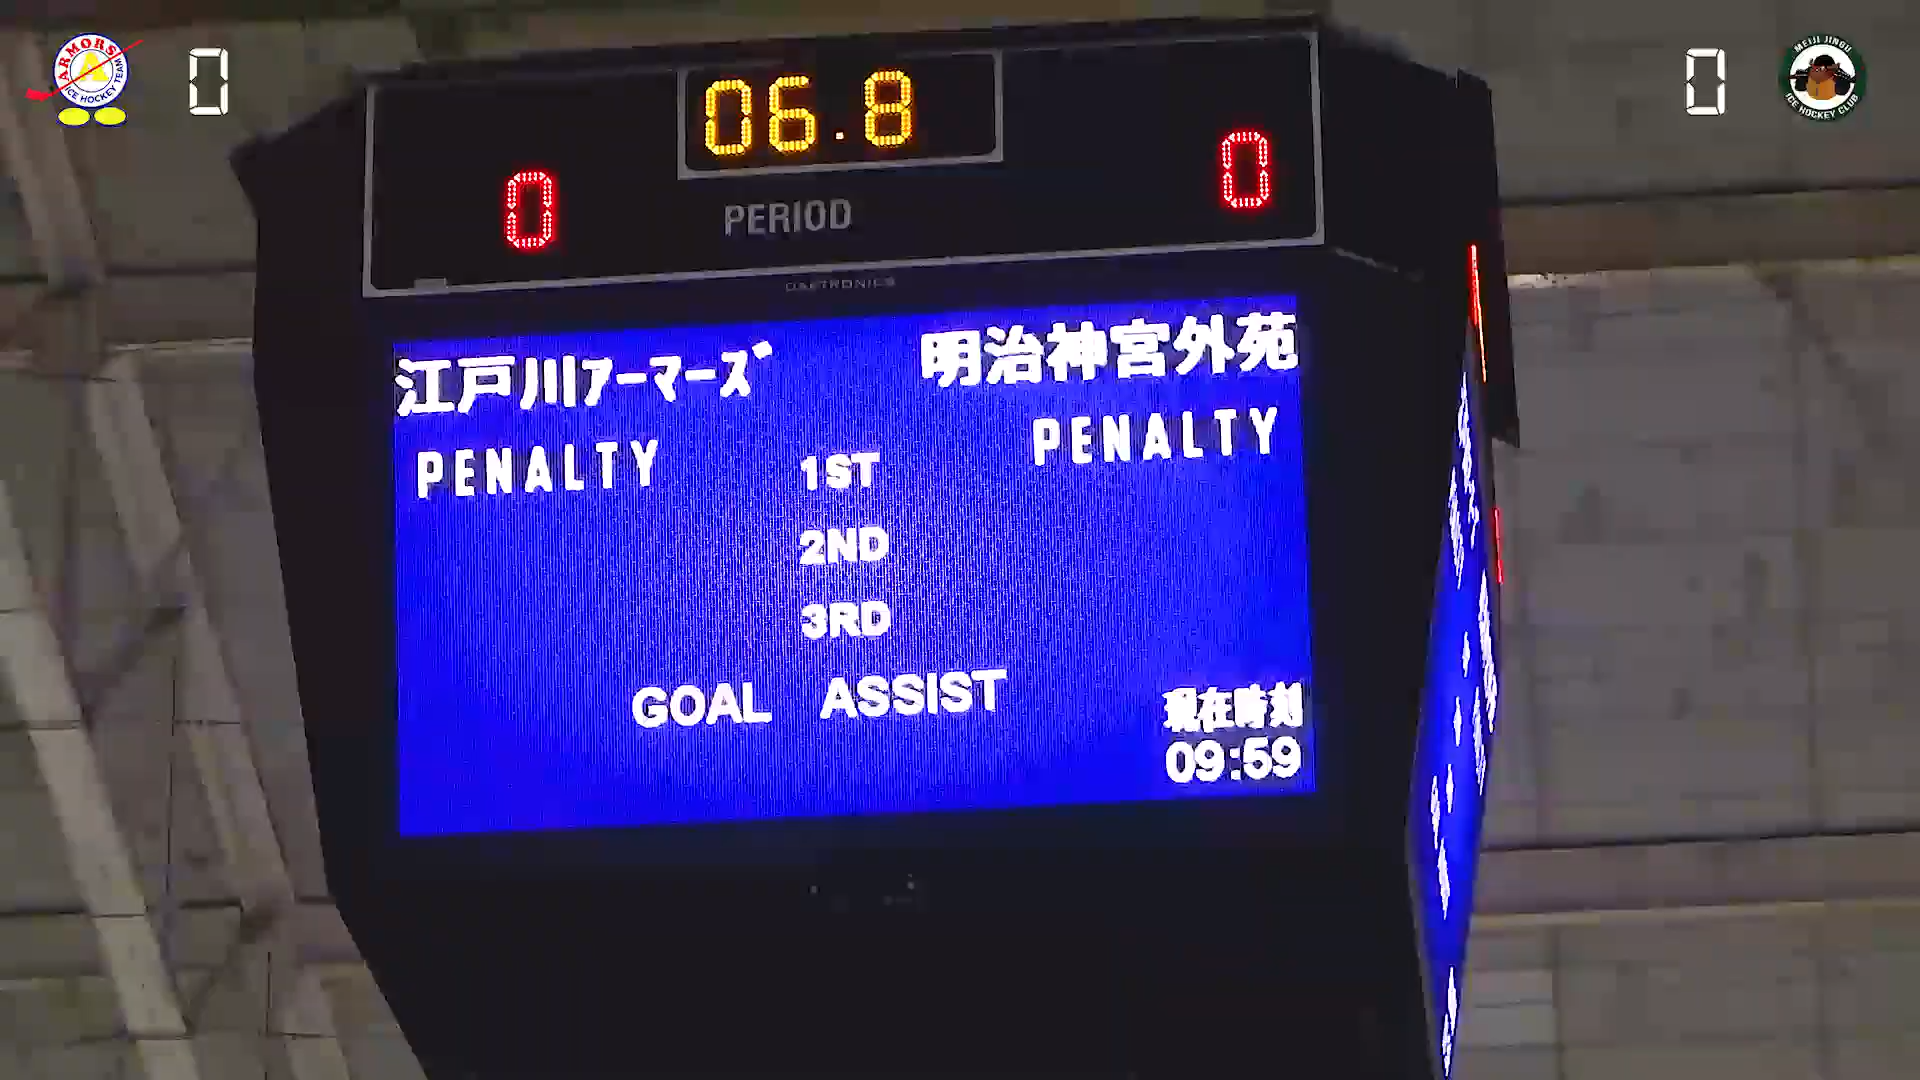 ARMORS
A
ICE HOCKEY TEAM
0
0
MEIJI JINGU
ICE HOCKEY CLUB
06.8
0
0
PERIOD
DAKTRONICS
江戸川ｱｰﾏｰｽﾞ
明治神宮外苑
PENALTY
PENALTY
1ST
2ND
3RD
GOAL ASSIST
現在時刻
09:59